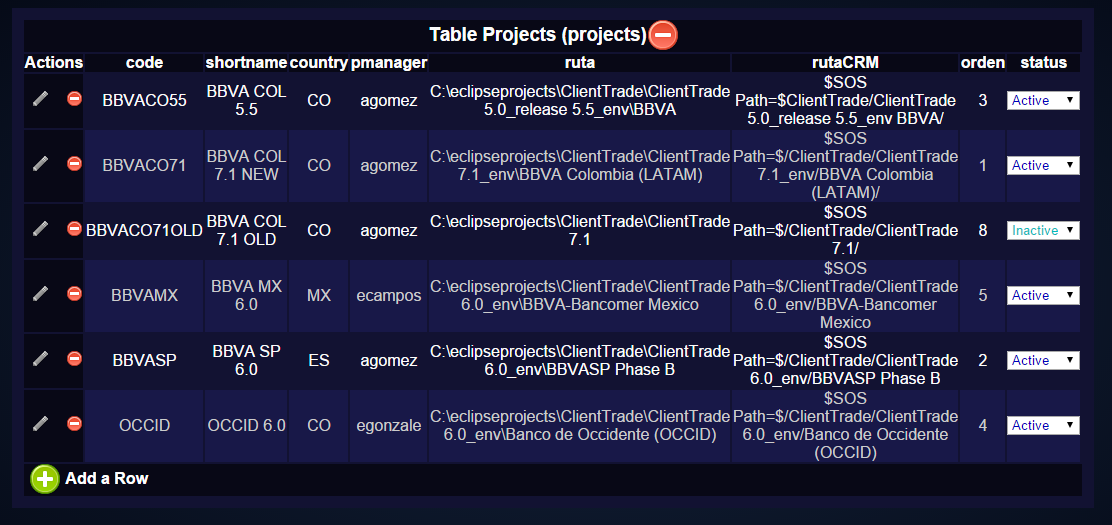 Table Projects (projects)
Actions code shortname country pmanager ruta rutaCRM orden status
BBVACO55 BBVA COL 5.5 CO agomez C:\eclipseprojects\ClientTrade\ClientTrade 5.0_release 5.5_env\BBVA $SOS Path=$ClientTrade/ClientTrade 5.0_release 5.5_env BBVA/ 3 Active
BBVACO71 BBVA COL 7.1 NEW CO agomez C:\eclipseprojects\ClientTrade\ClientTrade 7.1_env\BBVA Colombia (LATAM) $SOS Path=$/ClientTrade/ClientTrade 7.1_env/BBVA Colombia (LATAM)/ 1 Active
BBVACO71OLD BBVA COL 7.1 OLD CO agomez C:\eclipseprojects\ClientTrade\ClientTrade 7.1 $SOS Path=$/ClientTrade/ClientTrade 7.1/ 8 Inactive
BBVAMX BBVA MX 6.0 MX ecampos C:\eclipseprojects\ClientTrade\ClientTrade 6.0_env\BBVA-Bancomer Mexico $SOS Path=$/ClientTrade/ClientTrade 6.0_env/BBVA-Bancomer Mexico 5 Active
BBVASP BBVA SP 6.0 ES agomez C:\eclipseprojects\ClientTrade\ClientTrade 6.0_env\BBVASP Phase B $SOS Path=$/ClientTrade/ClientTrade 6.0_env/BBVASP Phase B 2 Active
OCCID OCCID 6.0 CO egonzale C:\eclipseprojects\ClientTrade\ClientTrade 6.0_env\Banco de Occidente (OCCID) $SOS Path=$/ClientTrade/ClientTrade 6.0_env/Banco de Occidente (OCCID) 4 Active
Add a Row